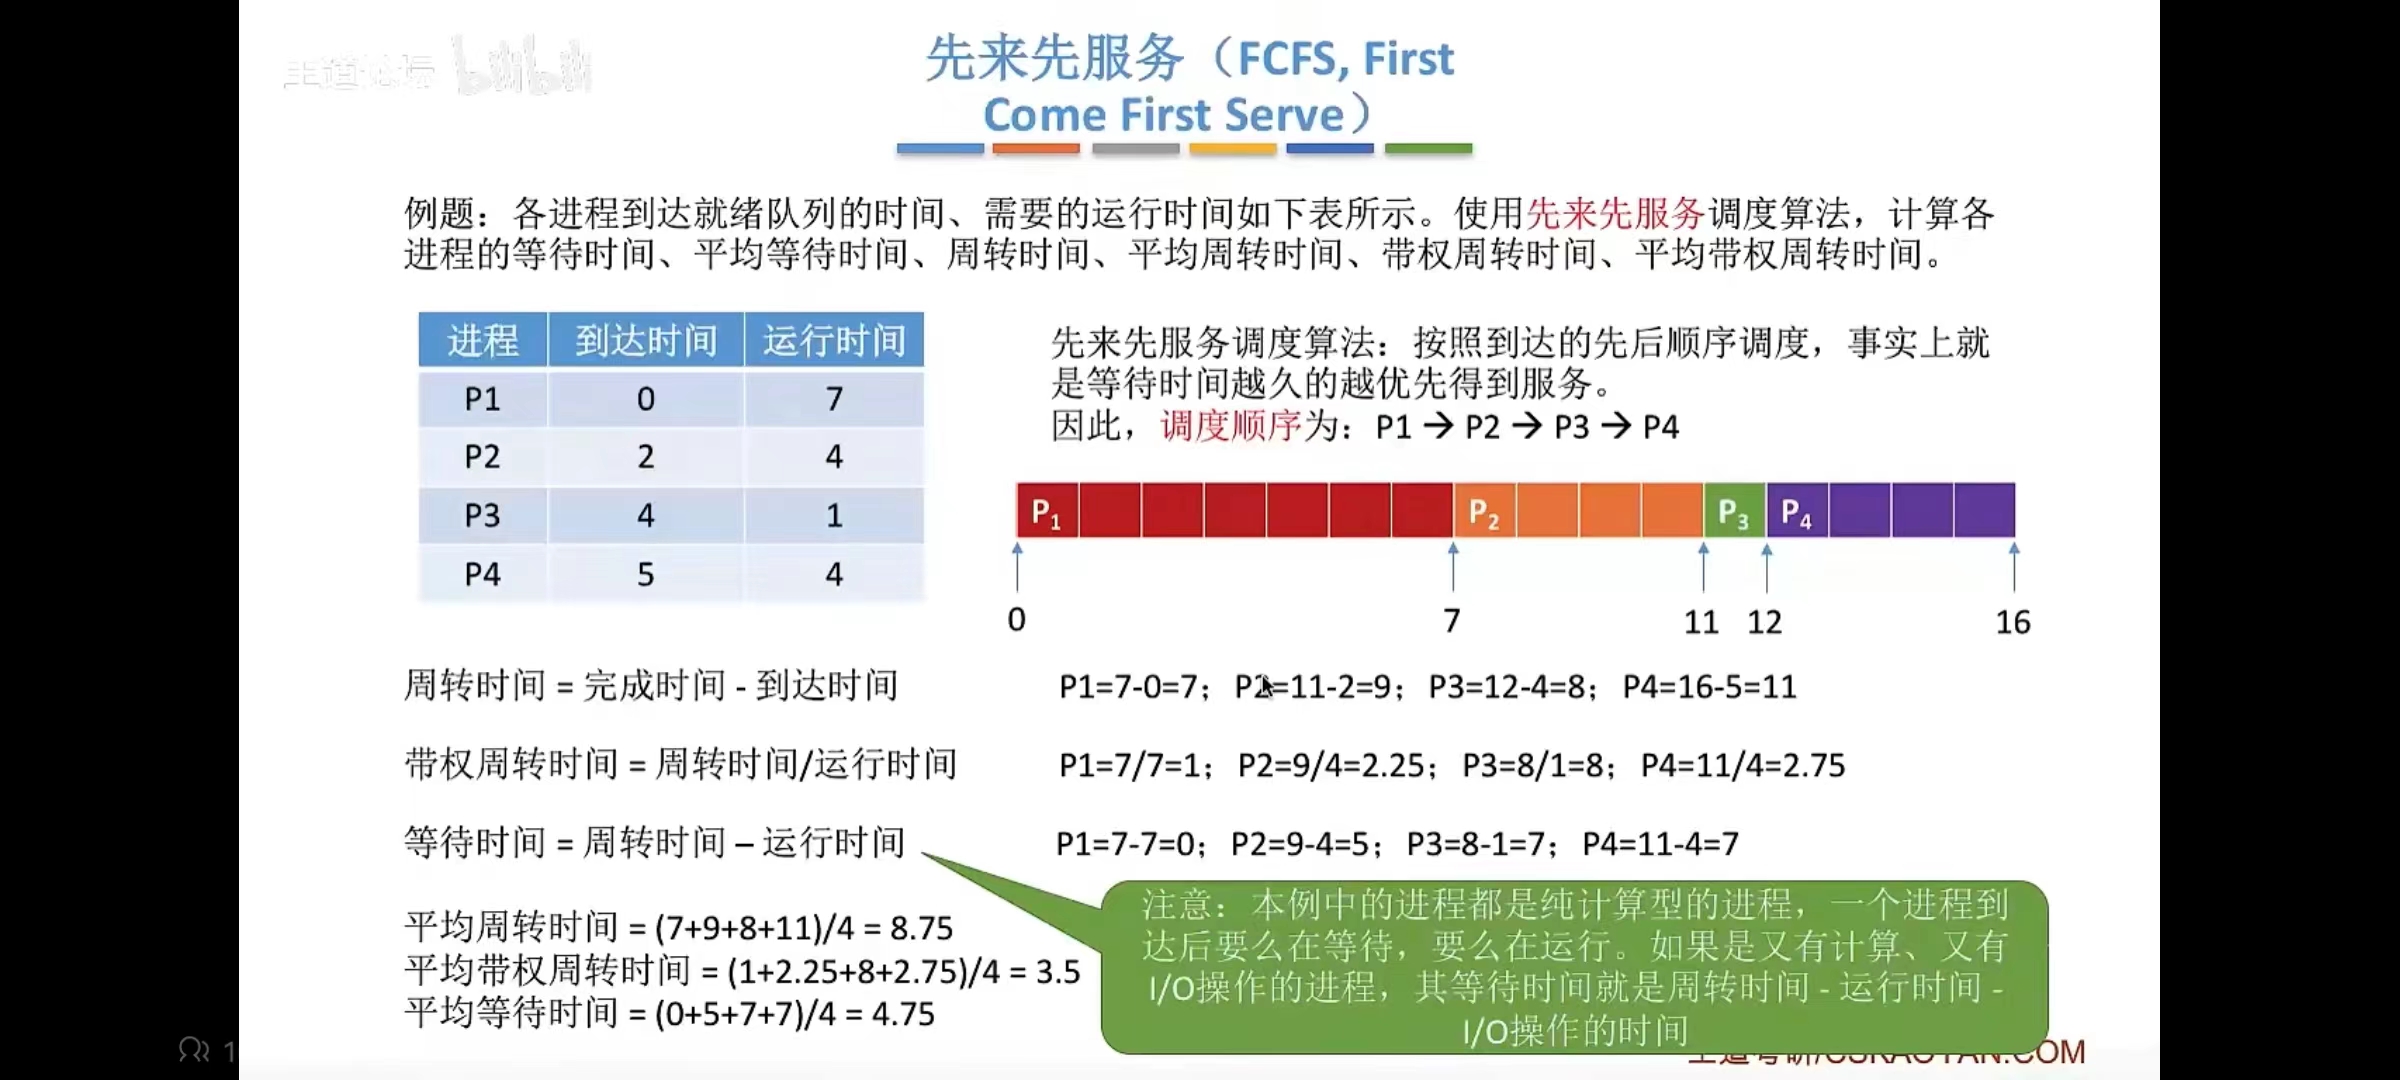 王道论坛 bilibili
先来先服务（FCFS, First
Come First Serve）
例题：各进程到达就绪队列的时间、需要的运行时间如下表所示。使用先来先服务调度算法，计算各
进程的等待时间、平均等待时间、周转时间、平均周转时间、带权周转时间、平均带权周转时间。
进程 到达时间 运行时间
P1 0 7
P2 2 4
P3 4 1
P4 5 4
先来先服务调度算法：按照到达的先后顺序调度，事实上就
是等待时间越久的越优先得到服务。
因此，调度顺序为：P1 → P2 → P3 → P4
P1 P2 P3 P4
0 7 11 12 16
周转时间 = 完成时间 - 到达时间
P1=7-0=7；P2=11-2=9；P3=12-4=8；P4=16-5=11
带权周转时间 = 周转时间/运行时间
P1=7/7=1；P2=9/4=2.25；P3=8/1=8；P4=11/4=2.75
等待时间 = 周转时间 – 运行时间
P1=7-7=0；P2=9-4=5；P3=8-1=7；P4=11-4=7
平均周转时间 = (7+9+8+11)/4 = 8.75
平均带权周转时间 = (1+2.25+8+2.75)/4 = 3.5
平均等待时间 = (0+5+7+7)/4 = 4.75
注意：本例中的进程都是纯计算型的进程，一个进程到
达后要么在等待，要么在运行。如果是又有计算、又有
I/O操作的进程，其等待时间就是周转时间 - 运行时间 -
I/O操作的时间
王道考研/CSKAOYAN.COM
1